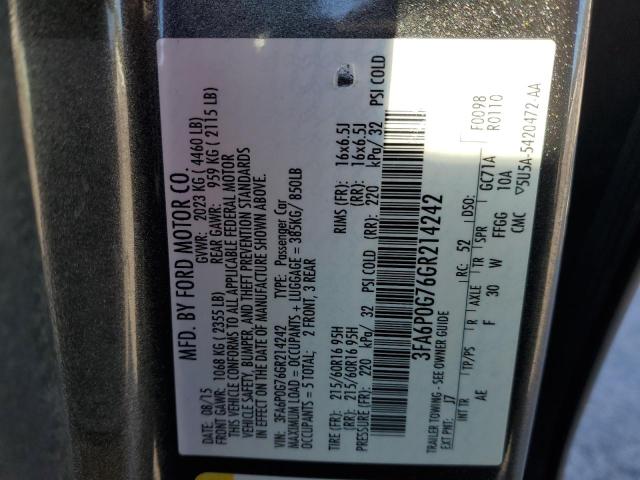 MFD. BY FORD MOTOR CO.
DATE: 08/15 GVWR: 2023 KG ( 4460 LB)
FRONT GAWR: 1068 KG ( 2355 LB) REAR GAWR: 959 KG ( 2115 LB)
THIS VEHICLE CONFORMS TO ALL APPLICABLE FEDERAL MOTOR
VEHICLE SAFETY, BUMPER, AND THEFT PREVENTION STANDARDS
IN EFFECT ON THE DATE OF MANUFACTURE SHOWN ABOVE.
VIN: 3FA6P0G76GR214242 TYPE: Passenger Car
MAXIMUM LOAD = OCCUPANTS + LUGGAGE = 385KG/ 850LB
OCCUPANTS = 5 TOTAL: 2 FRONT, 3 REAR
TIRE (FR): 215/60R16 95H RIMS (FR): 16x6.5J
(RR): 215/60R16 95H (RR): 16x6.5J
PRESSURE (FR): 220 kPa/ 32 PSI COLD (RR): 220 kPa/ 32 PSI COLD
3FA6P0G76GR214242
TRAILER TOWING - SEE OWNER GUIDE
EXT PNT: J7 RC: 52 DSO: F0098
R0110
INT TR TP/PS R AXLE TR SPR GC71A
AE F 30 W FFGG 10A
CMC ▽5U5A-5420472-AA